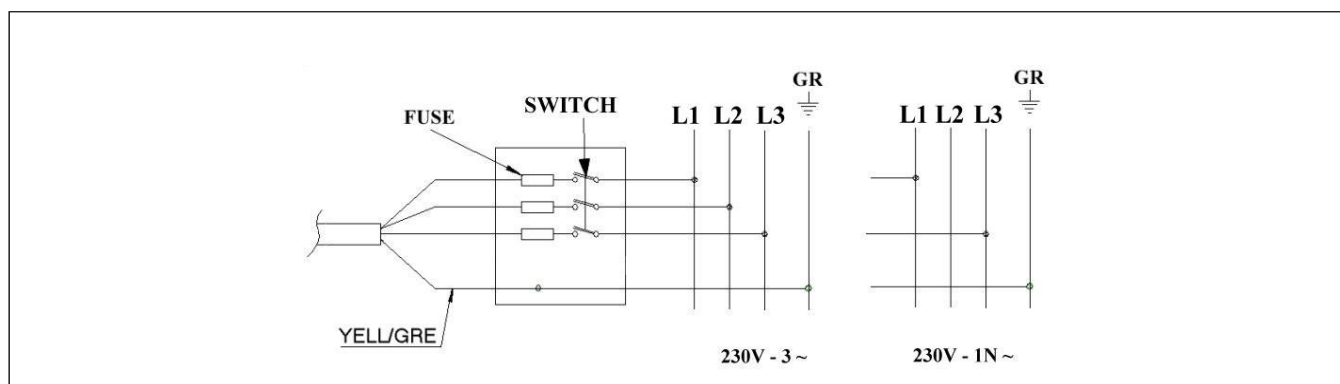 GR
GR
SWITCH
FUSE
L1 L2 L3
L1 L2 L3
YELL/GRE
230V - 3 ~
230V - 1N ~